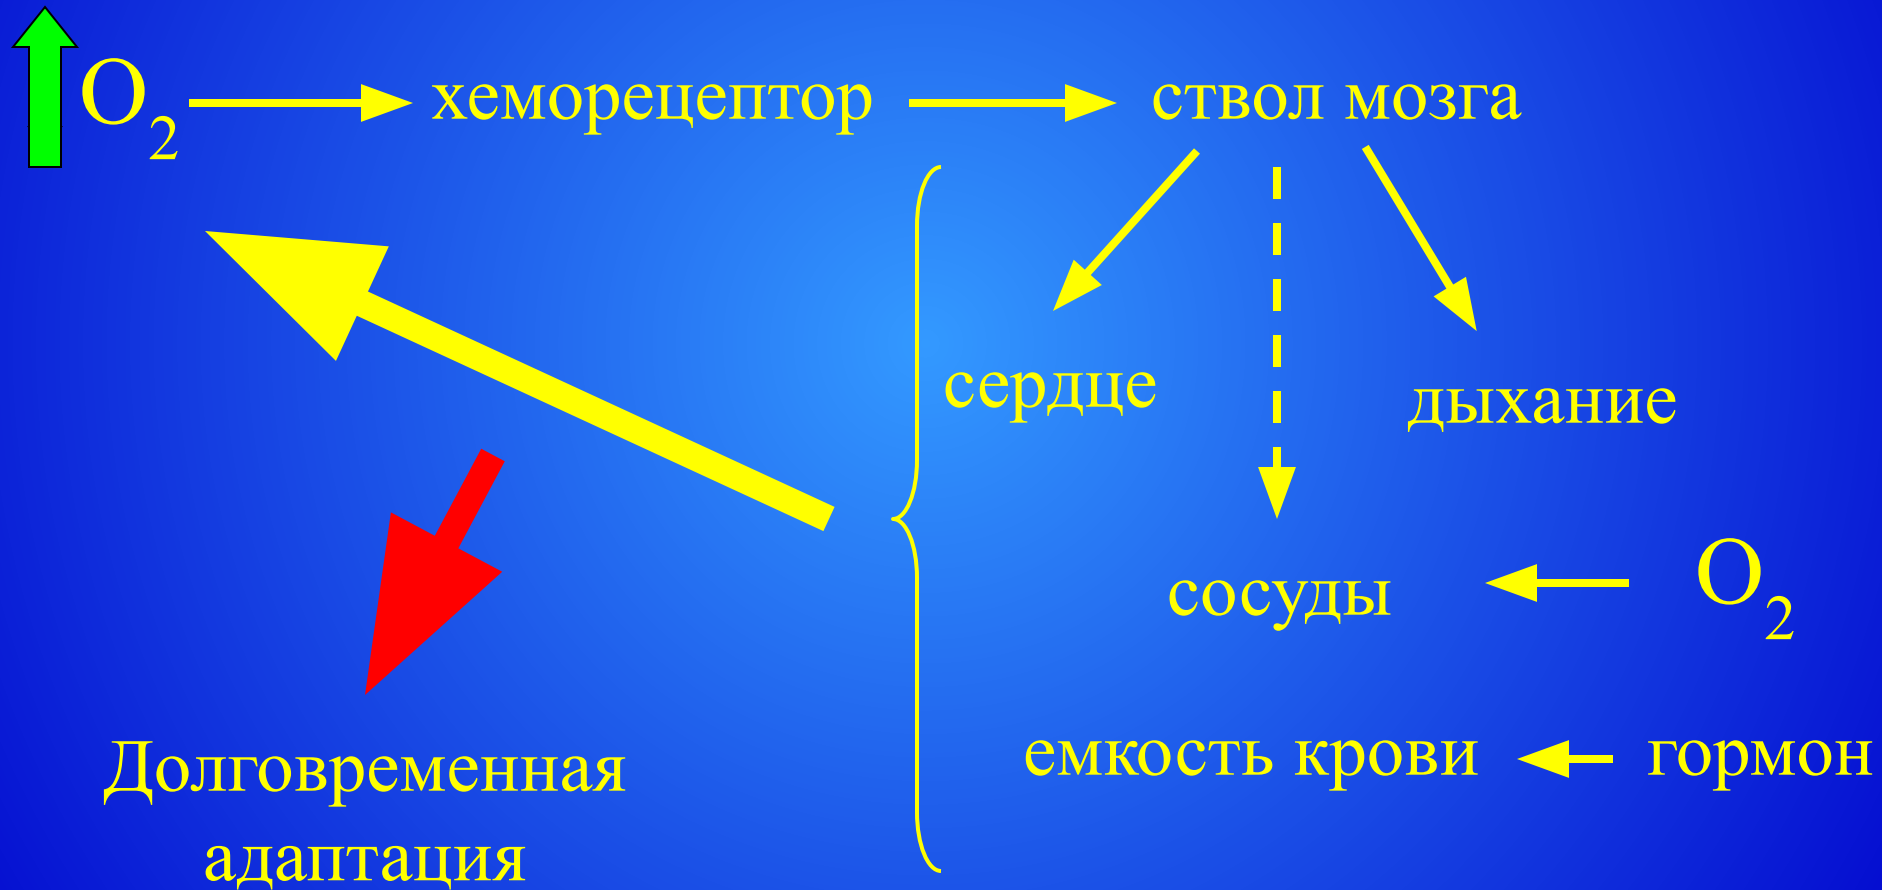 O2 хеморецептор ствол мозга
сердце дыхание
сосуды O2
емкость крови гормон
Долговременная
адаптация